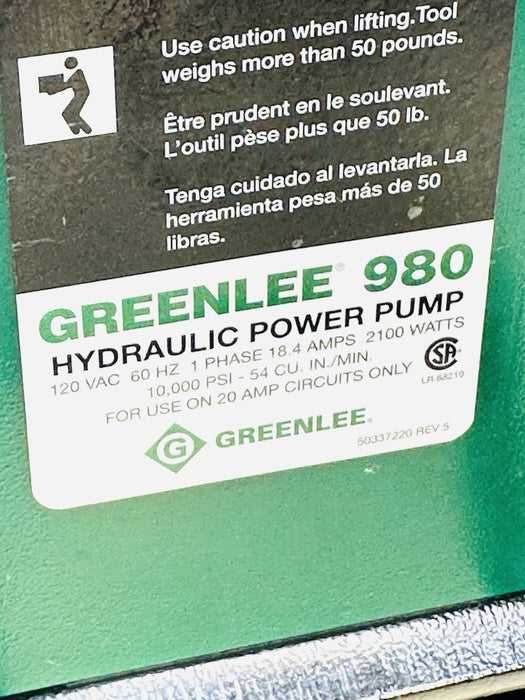 Use caution when lifting.Tool
weighs more than 50 pounds.
Être prudent en le soulevant.
L'outil pèse plus que 50 lb.
Tenga cuidado al levantarla. La
herramienta pesa más de 50
libras.
GREENLEE® 980
HYDRAULIC POWER PUMP
120 VAC 60 HZ 1 PHASE 18.4 AMPS 2100 WATTS
10,000 PSI - 54 CU. IN./MIN.
FOR USE ON 20 AMP CIRCUITS ONLY
SA
LR 68210
G GREENLEE®
50337220 REV 5